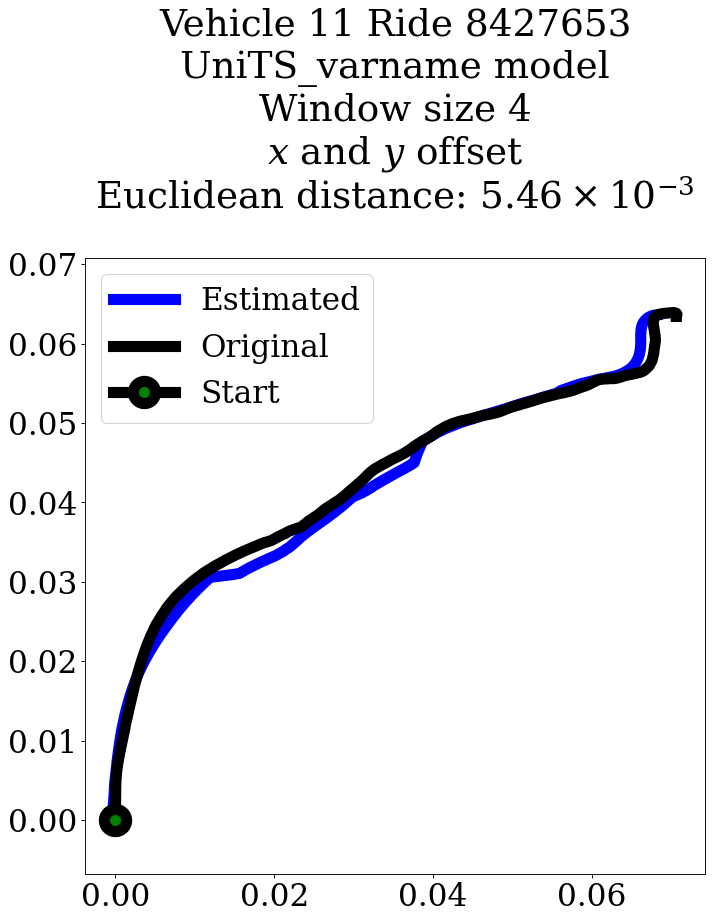 Vehicle 11 Ride 8427653
UniTS_varname model
Window size 4
x and y offset
Euclidean distance: 5.46 × 10⁻³
0.07
0.06
0.05
0.04
0.03
0.02
0.01
0.00
Estimated
Original
Start
0.00 0.02 0.04 0.06